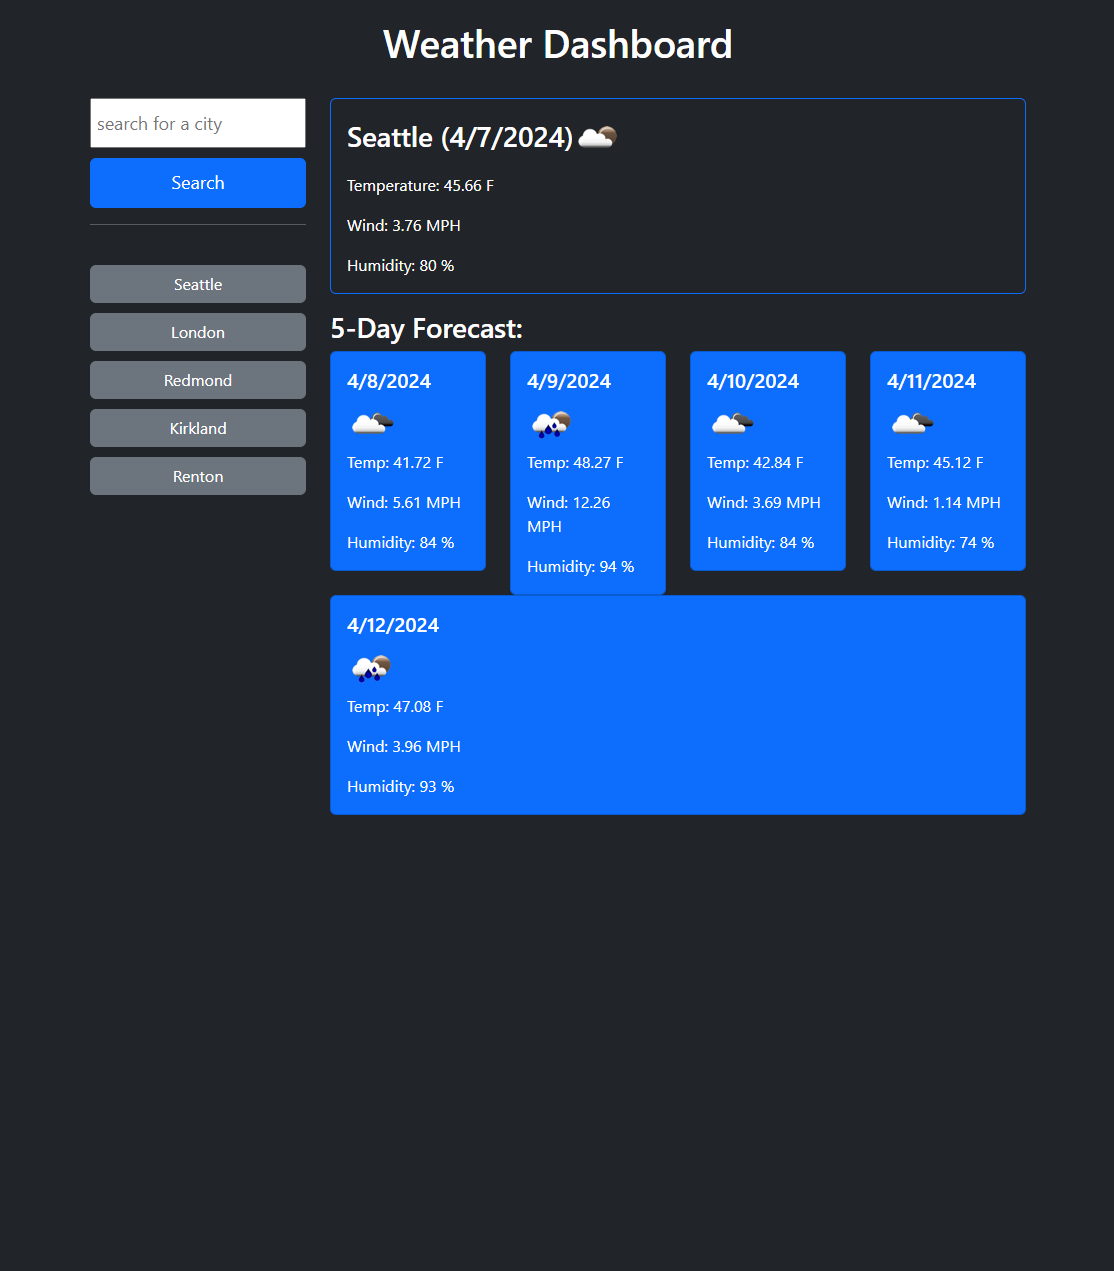 Weather Dashboard
search for a city
Search
Seattle
London
Redmond
Kirkland
Renton
Seattle (4/7/2024)
Temperature: 45.66 F
Wind: 3.76 MPH
Humidity: 80 %
5-Day Forecast:
4/8/2024
Temp: 41.72 F
Wind: 5.61 MPH
Humidity: 84 %
4/9/2024
Temp: 48.27 F
Wind: 12.26
MPH
Humidity: 94 %
4/10/2024
Temp: 42.84 F
Wind: 3.69 MPH
Humidity: 84 %
4/11/2024
Temp: 45.12 F
Wind: 1.14 MPH
Humidity: 74 %
4/12/2024
Temp: 47.08 F
Wind: 3.96 MPH
Humidity: 93 %